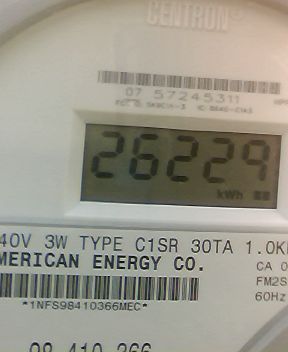 CENTRON®
07 57245311
26229
kWh
40V 3W TYPE C1SR 30TA 1.0K
MERICAN ENERGY CO.
CA 0
FM2S
60Hz
*1NFS98410366MEC*
98 410 366